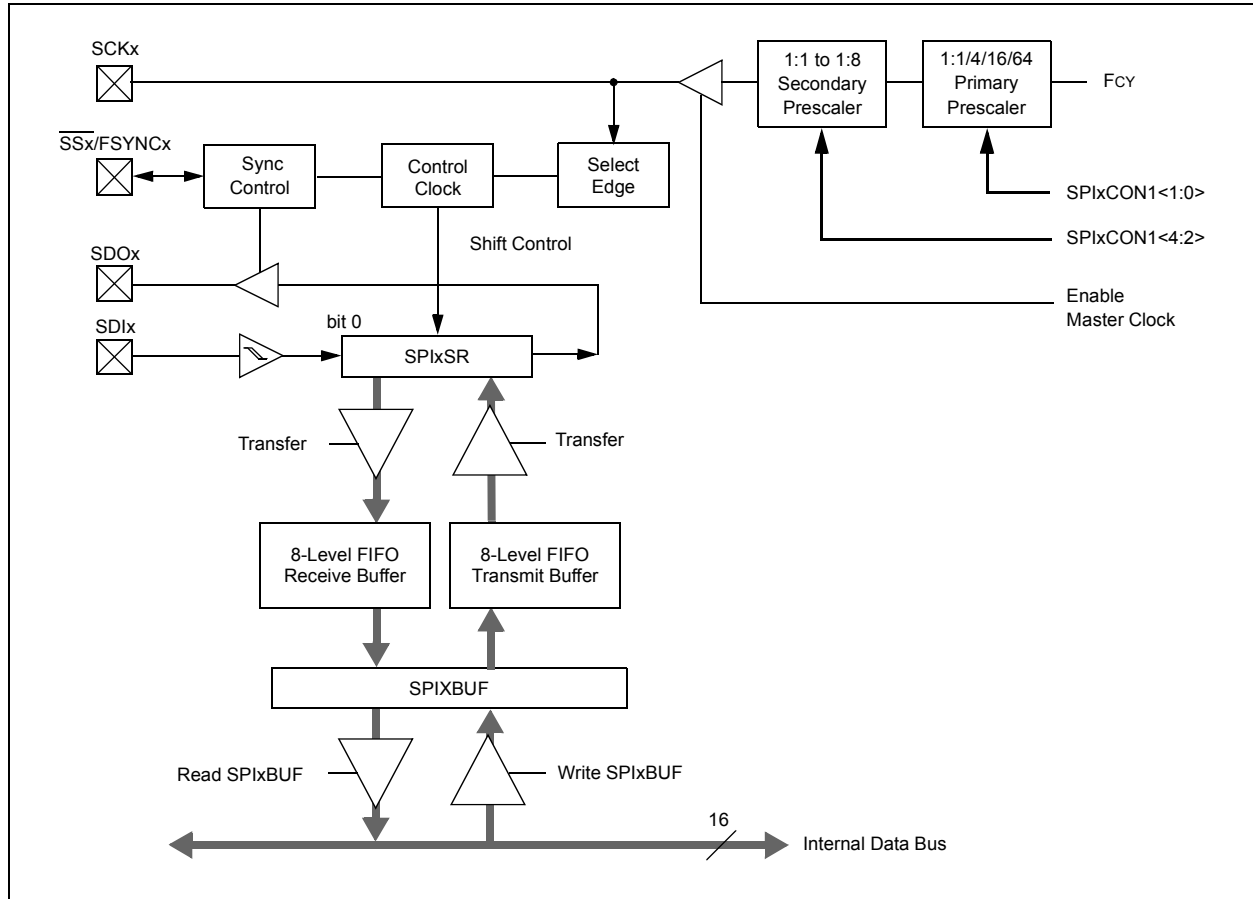 SCKx
1:1 to 1:8
Secondary
Prescaler
1:1/4/16/64
Primary
Prescaler
FCY
SSx/FSYNCx
Sync
Control
Control
Clock
Select
Edge
SPIxCON1<1:0>
SPIxCON1<4:2>
Shift Control
SDOx
Enable
Master Clock
SDIx
bit 0
SPIxSR
Transfer
Transfer
8-Level FIFO
Receive Buffer
8-Level FIFO
Transmit Buffer
SPIXBUF
Read SPIxBUF
Write SPIxBUF
16
Internal Data Bus